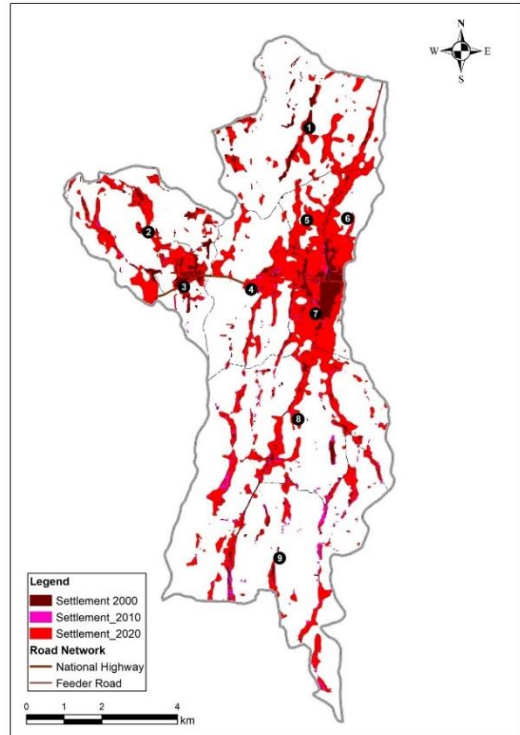 N
W E
S
1
5
6
2
3
4
7
8
9
Legend
Settlement 2000
Settlement_2010
Settlement_2020
Road Network
National Highway
Feeder Road
0 2 4
km